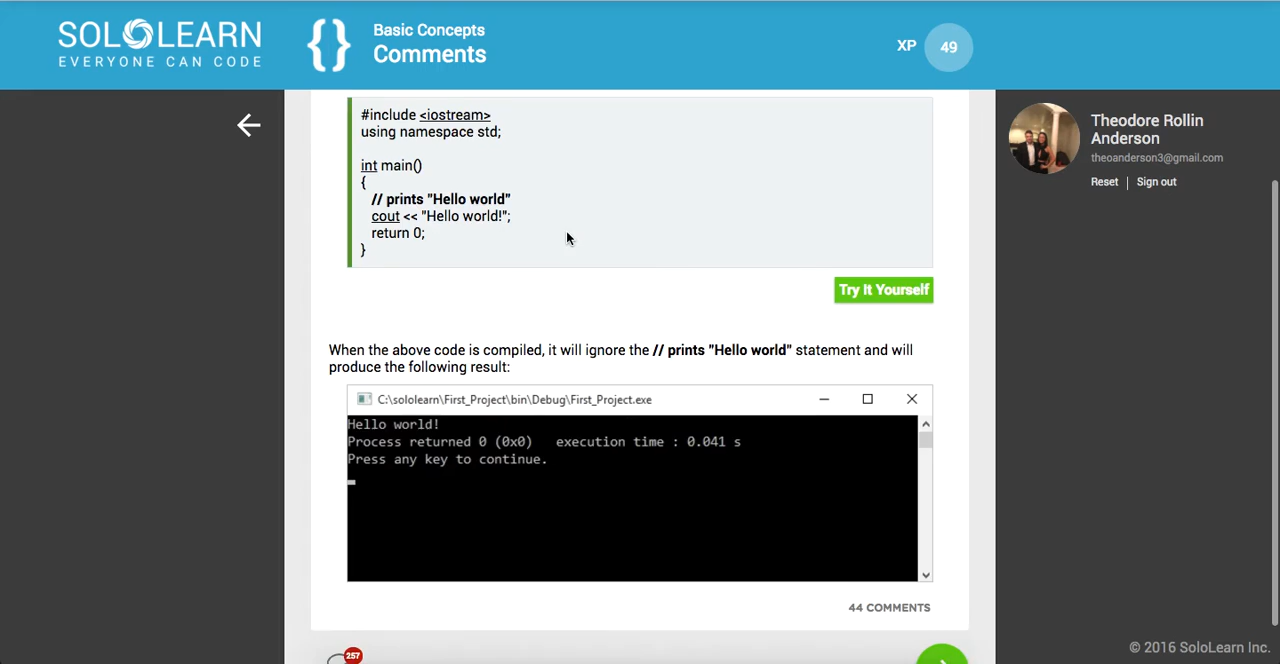 SOLOLEARN
EVERYONE CAN CODE
{ }
Basic Concepts
Comments
XP 49
#include <iostream>
using namespace std;
int main()
{
// prints "Hello world"
cout << "Hello world!";
return 0;
}
Try It Yourself
When the above code is compiled, it will ignore the // prints "Hello world" statement and will
produce the following result:
C:\sololearn\First_Project\bin\Debug\First_Project.exe
Hello world!
Process returned 0 (0x0) execution time : 0.041 s
Press any key to continue.
44 COMMENTS
257
Theodore Rollin
Anderson
theoanderson3@gmail.com
Reset | Sign out
© 2016 SoloLearn Inc.